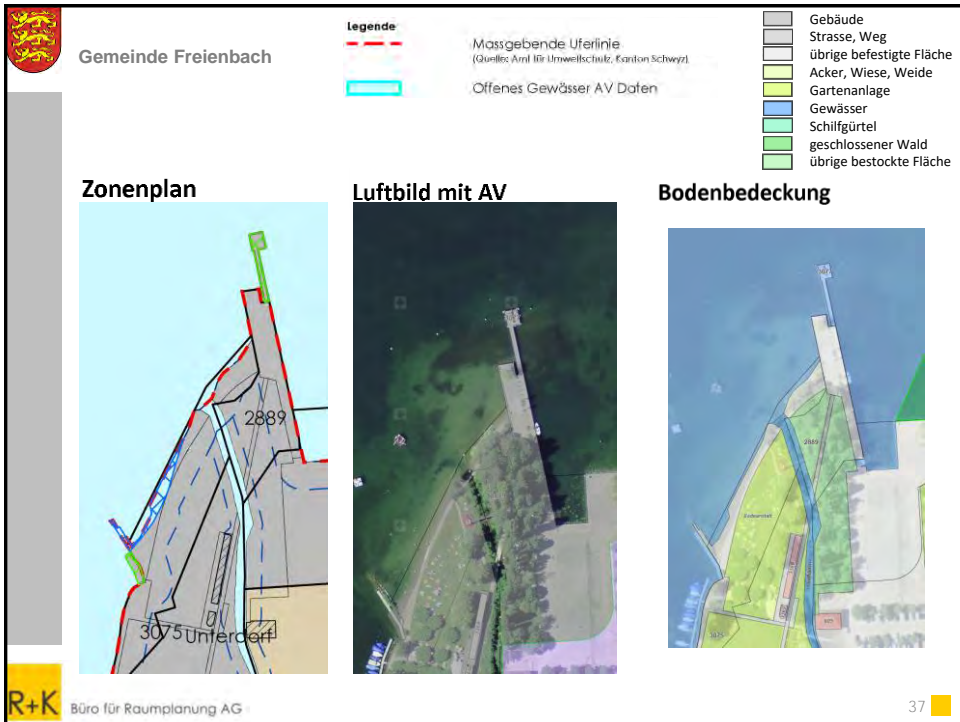 Gemeinde Freienbach
Legende
Massgebende Uferlinie
(Quelle: Amt für Umweltschutz, Kanton Schwyz)
Offenes Gewässer AV Daten
Gebäude
Strasse, Weg
übrige befestigte Fläche
Acker, Wiese, Weide
Gartenanlage
Gewässer
Schilfgürtel
geschlossener Wald
übrige bestockte Fläche
Zonenplan
Luftbild mit AV
Bodenbedeckung
2889
3075 Unterdorf
2889
3075
R+K Büro für Raumplanung AG
37